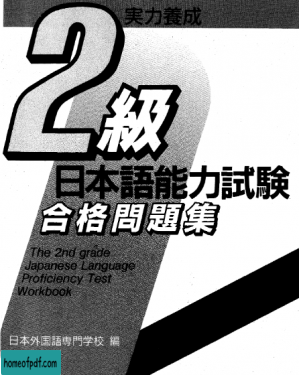 実力養成
2級
日本語能力試験
合格問題集
The 2nd grade
Japanese Language
Proficiency Test
Workbook
日本外国語専門学校 編
homeofpdf.com